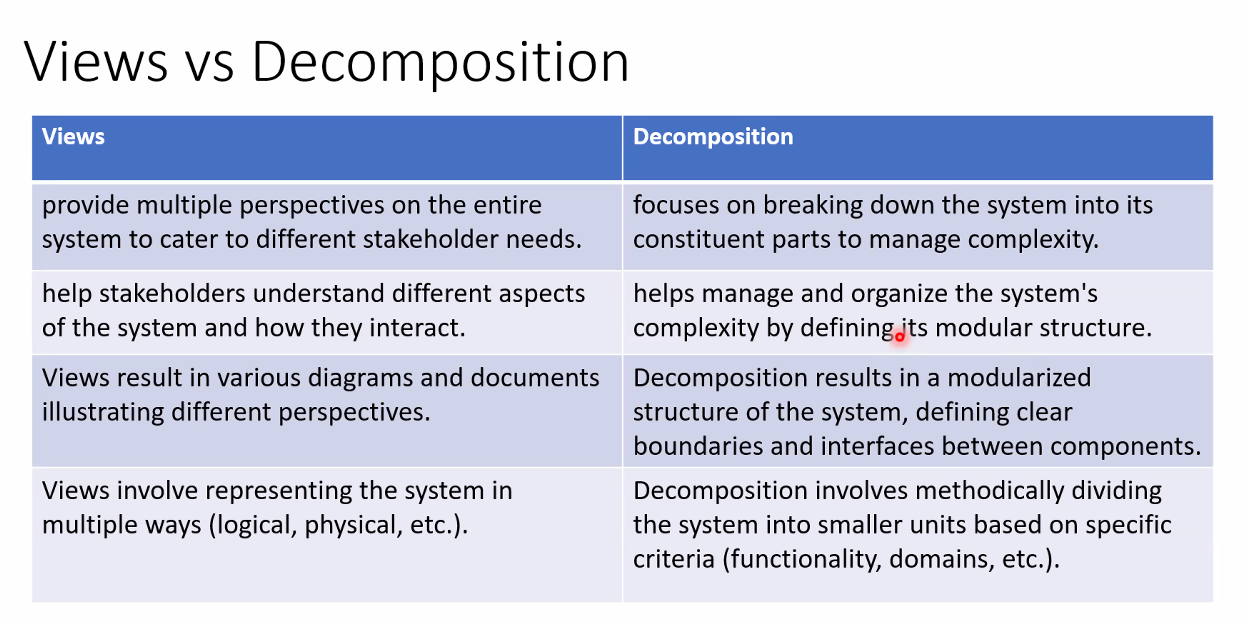 Views vs Decomposition
Views
Decomposition
provide multiple perspectives on the entire
system to cater to different stakeholder needs.
focuses on breaking down the system into its
constituent parts to manage complexity.
help stakeholders understand different aspects
of the system and how they interact.
helps manage and organize the system's
complexity by defining its modular structure.
Views result in various diagrams and documents
illustrating different perspectives.
Decomposition results in a modularized
structure of the system, defining clear
boundaries and interfaces between components.
Views involve representing the system in
multiple ways (logical, physical, etc.).
Decomposition involves methodically dividing
the system into smaller units based on specific
criteria (functionality, domains, etc.).